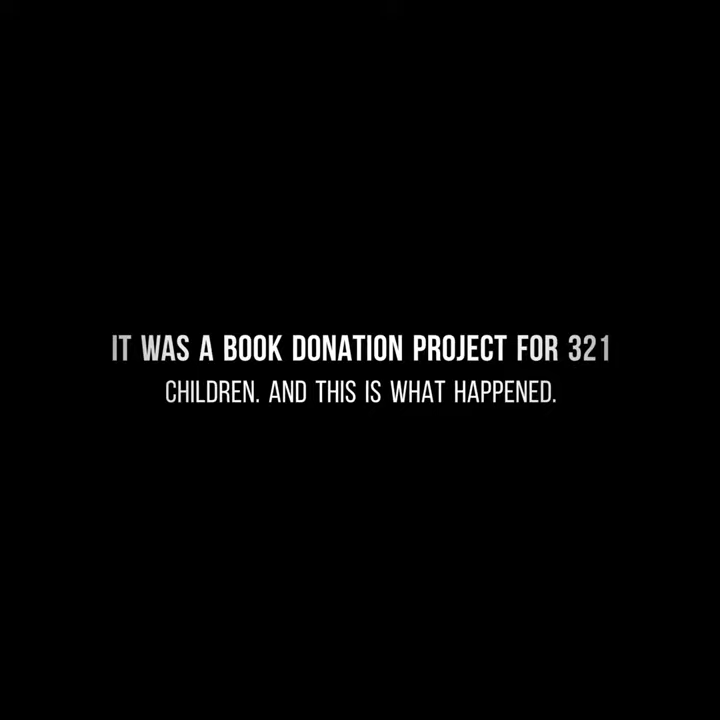 IT WAS A BOOK DONATION PROJECT FOR 321
CHILDREN. AND THIS IS WHAT HAPPENED.